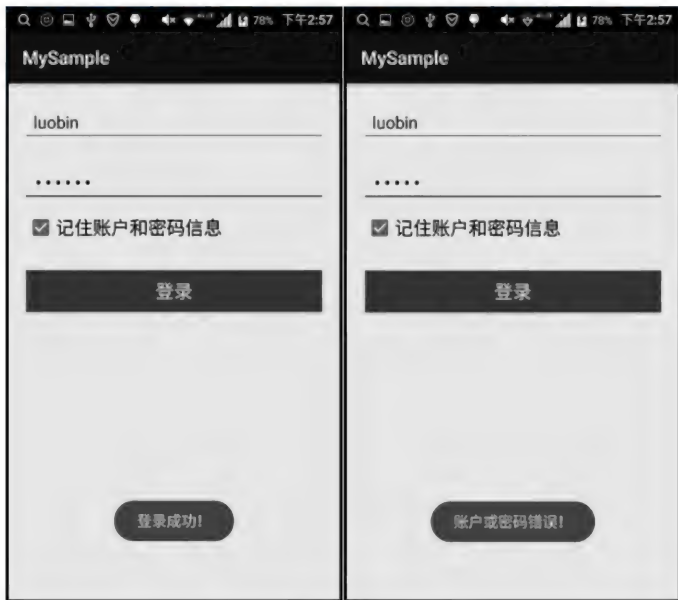 78% 下午2:57
MySample
luobin
记住账户和密码信息
登录
登录成功!
78% 下午2:57
MySample
luobin
记住账户和密码信息
登录
账户或密码错误!